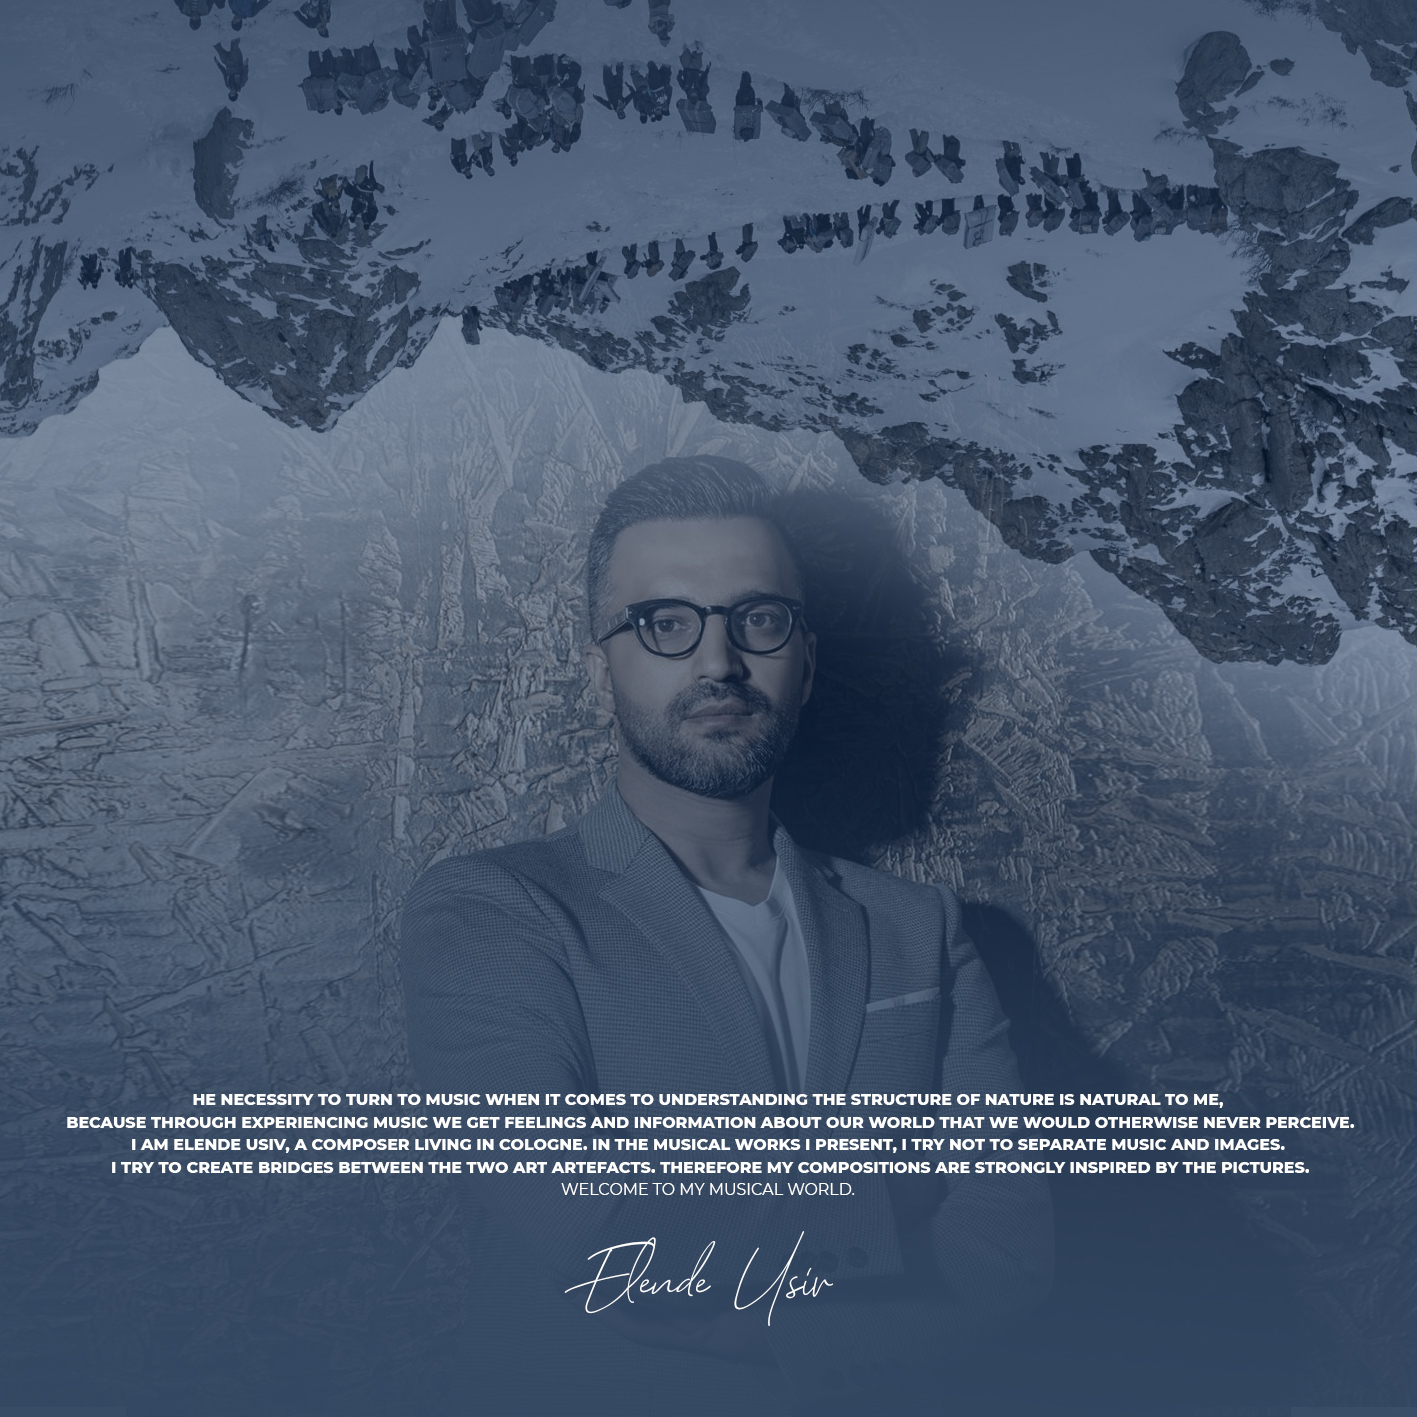 HE NECESSITY TO TURN TO MUSIC WHEN IT COMES TO UNDERSTANDING THE STRUCTURE OF NATURE IS NATURAL TO ME,
BECAUSE THROUGH EXPERIENCING MUSIC WE GET FEELINGS AND INFORMATION ABOUT OUR WORLD THAT WE WOULD OTHERWISE NEVER PERCEIVE.
I AM ELENDE USIV, A COMPOSER LIVING IN COLOGNE. IN THE MUSICAL WORKS I PRESENT, I TRY NOT TO SEPARATE MUSIC AND IMAGES.
I TRY TO CREATE BRIDGES BETWEEN THE TWO ART ARTEFACTS. THEREFORE MY COMPOSITIONS ARE STRONGLY INSPIRED BY THE PICTURES.
WELCOME TO MY MUSICAL WORLD.
Elende Usiv